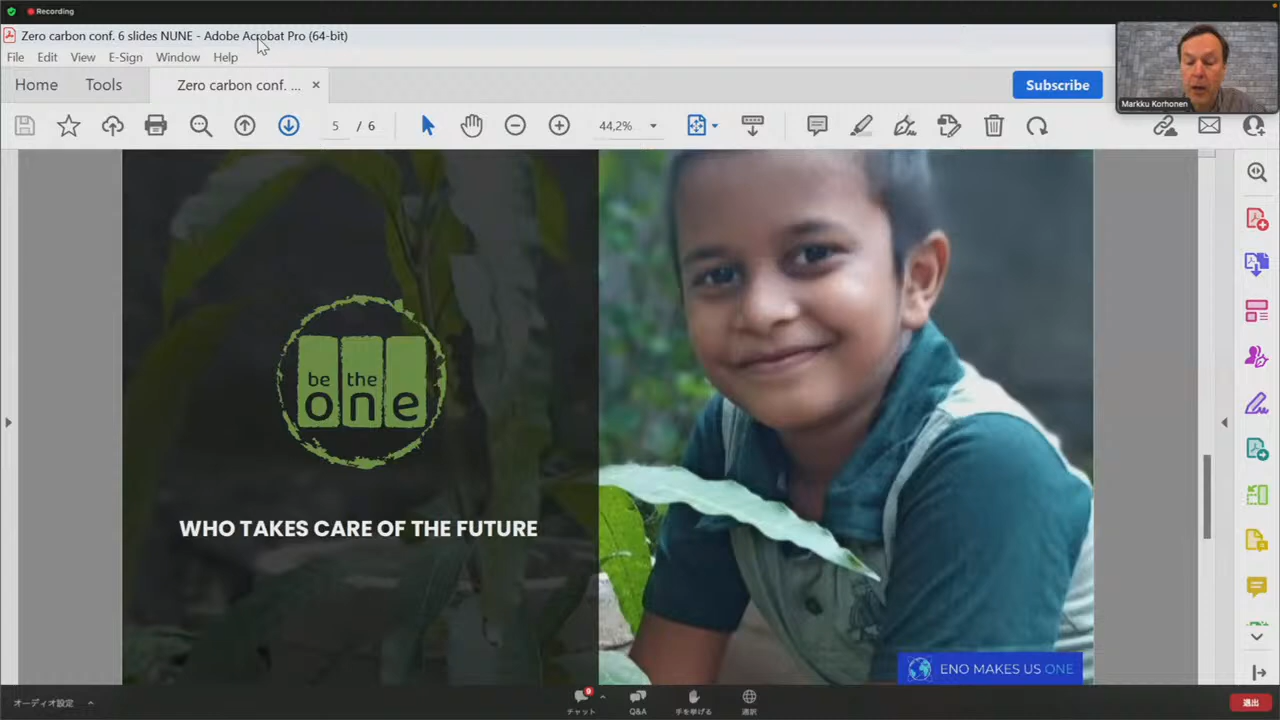 Recording
Zero carbon conf. 6 slides NUNE - Adobe Acrobat Pro (64-bit)
File Edit View E-Sign Window Help
Home Tools Zero carbon conf. ... × Subscribe
Markku Korhonen
5 / 6 44,2%
be the
one
WHO TAKES CARE OF THE FUTURE
ENO MAKES US ONE
オーディオ設定 チャット Q&A 手を挙げる 通訳 退出
9